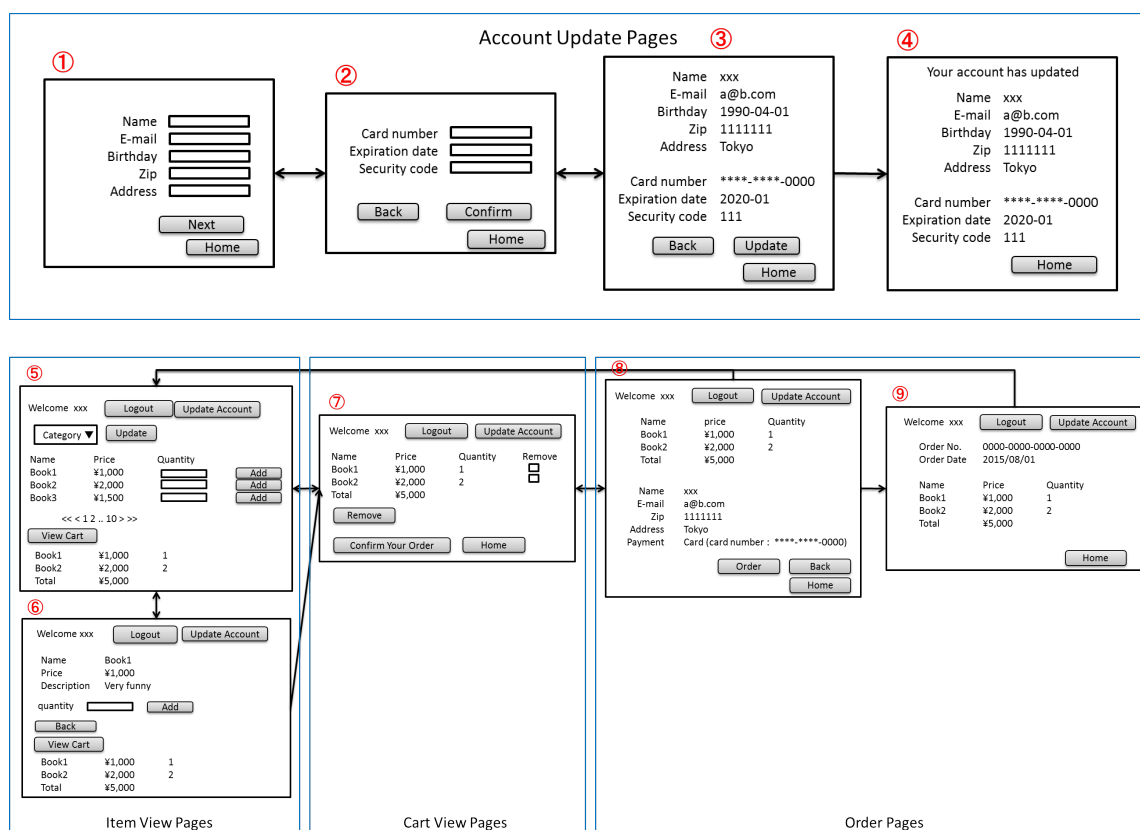 Account Update Pages
①
Name
E-mail
Birthday
Zip
Address
Next
Home
②
Card number
Expiration date
Security code
Back Confirm
Home
③
Name xxx
E-mail a@b.com
Birthday 1990-04-01
Zip 1111111
Address Tokyo
Card number ****-****-0000
Expiration date 2020-01
Security code 111
Back Update
Home
④
Your account has updated
Name xxx
E-mail a@b.com
Birthday 1990-04-01
Zip 1111111
Address Tokyo
Card number ****-****-0000
Expiration date 2020-01
Security code 111
Home
⑤
Welcome xxx Logout Update Account
Category ▼ Update
Name Price Quantity
Book1 ¥1,000 Add
Book2 ¥2,000 Add
Book3 ¥1,500 Add
<< < 1 2 .. 10 > >>
View Cart
Book1 ¥1,000 1
Book2 ¥2,000 2
Total ¥5,000
⑥
Welcome xxx Logout Update Account
Name Book1
Price ¥1,000
Description Very funny
quantity Add
Back
View Cart
Book1 ¥1,000 1
Book2 ¥2,000 2
Total ¥5,000
Item View Pages
⑦
Welcome xxx Logout Update Account
Name Price Quantity Remove
Book1 ¥1,000 1
Book2 ¥2,000 2
Total ¥5,000
Remove
Confirm Your Order Home
Cart View Pages
⑧
Welcome xxx Logout Update Account
Name price Quantity
Book1 ¥1,000 1
Book2 ¥2,000 2
Total ¥5,000
Name xxx
E-mail a@b.com
Zip 1111111
Address Tokyo
Payment Card (card number : ****-****-0000)
Order Back
Home
⑨
Welcome xxx Logout Update Account
Order No. 0000-0000-0000-0000
Order Date 2015/08/01
Name Price Quantity
Book1 ¥1,000 1
Book2 ¥2,000 2
Total ¥5,000
Home
Order Pages